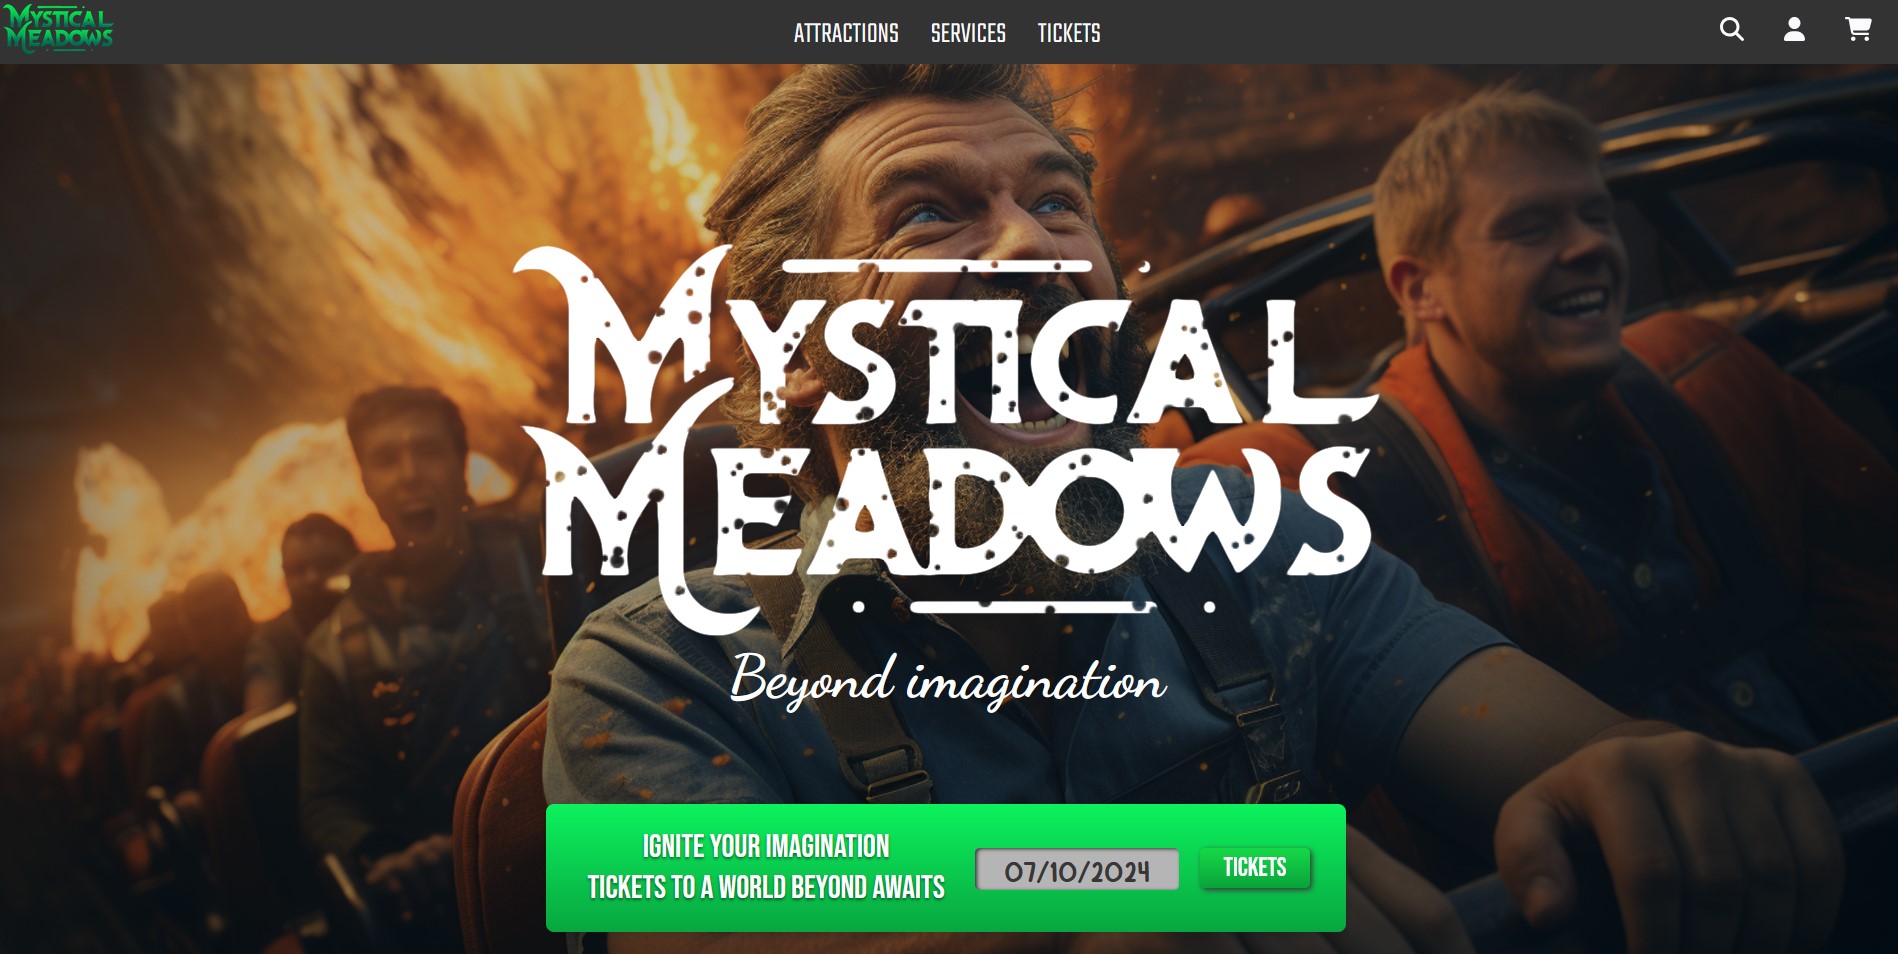 MYSTICAL
MEADOWS
ATTRACTIONS
SERVICES
TICKETS
MYSTICAL
MEADOWS
Beyond imagination
IGNITE YOUR IMAGINATION
TICKETS TO A WORLD BEYOND AWAITS
07/10/2024
TICKETS